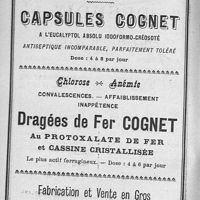 CAPSULES COGNET
A L'EUCALYPTOL ABSOLU IODOFORMO-CRÉOSOTÉ
ANTISEPTIQUE INCOMPARABLE, PARFAITEMENT TOLÉRÉ
Dose : 4 à 8 par jour
Chlorose Anémie
CONVALESCENCES. — AFFAIBLISSEMENT
INAPPÉTENCE
Dragées de Fer COGNET
Au PROTOXALATE DE FER
et CASSINE CRISTALLISÉE
Le plus actif ferrugineux. — Dose : 4 à 6 par jour
Fabrication et Vente en Gros